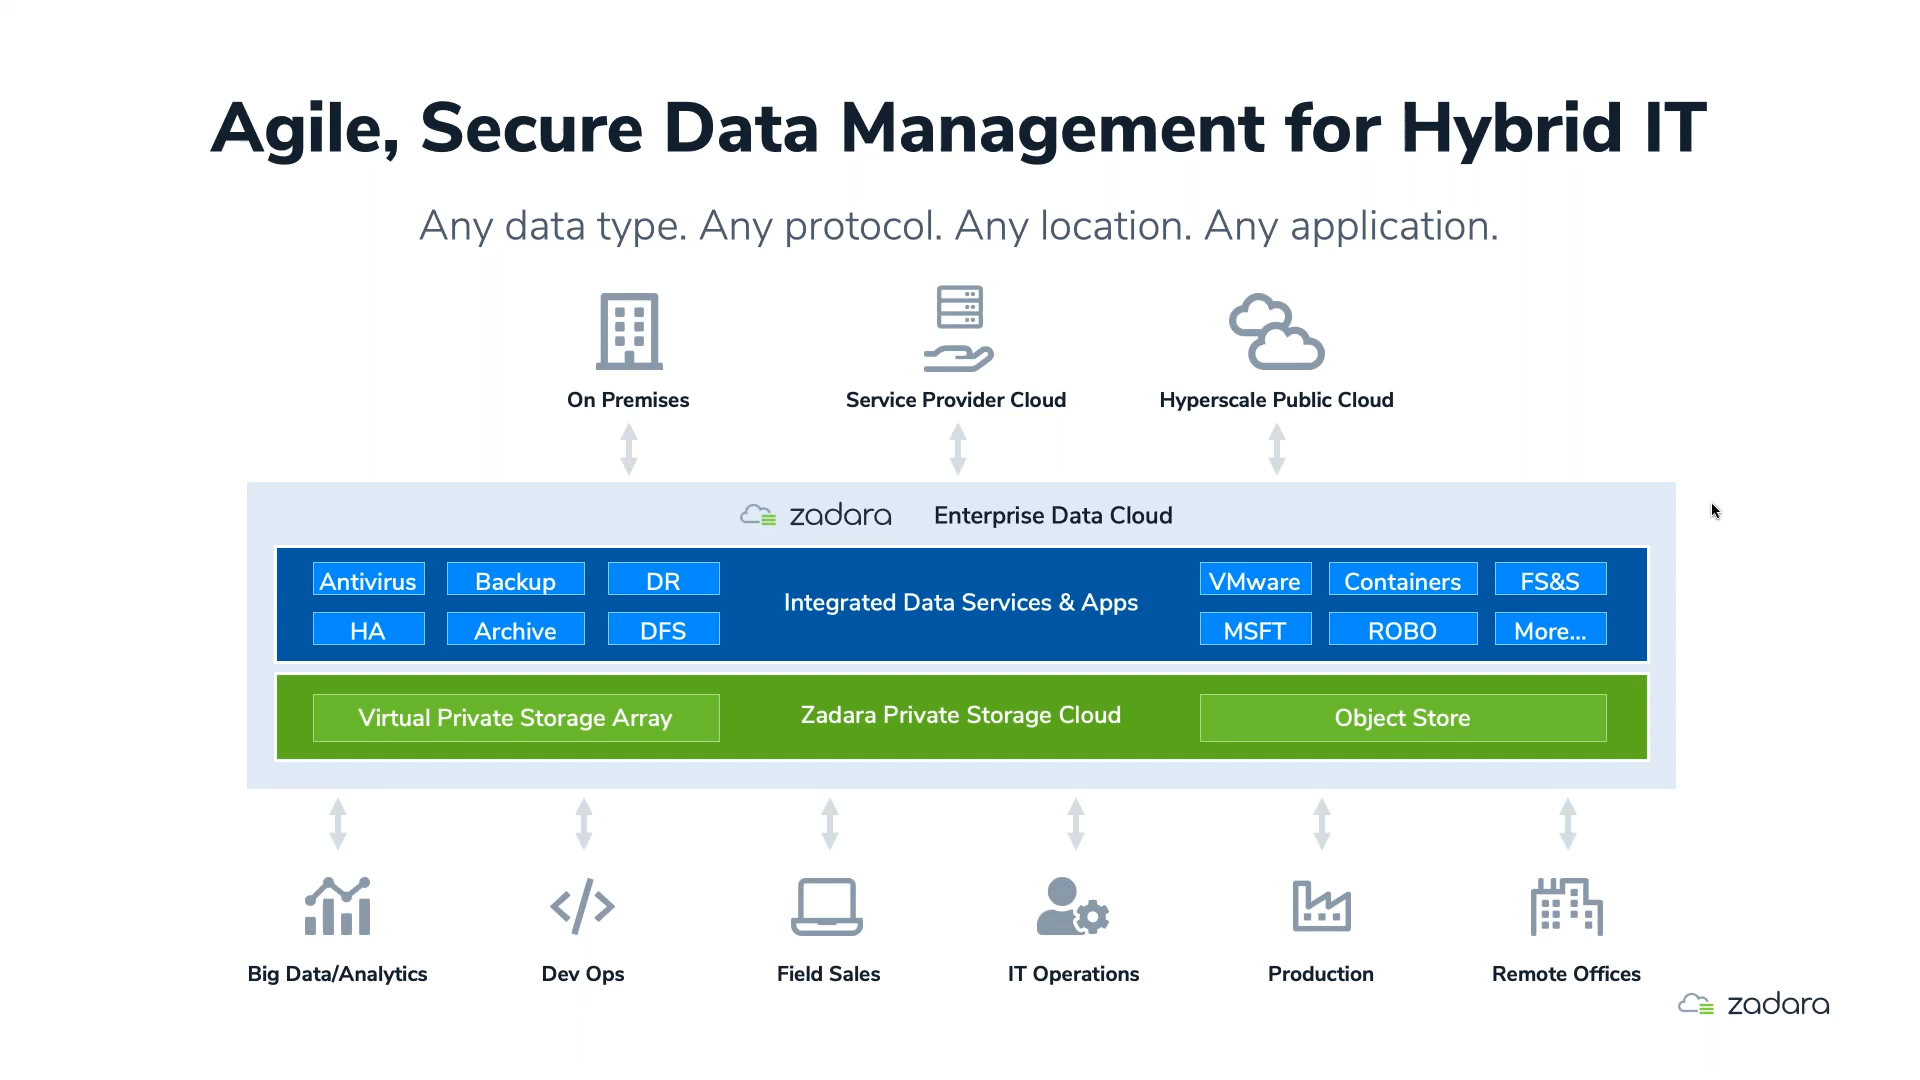 Agile, Secure Data Management for Hybrid IT
Any data type. Any protocol. Any location. Any application.
On Premises
Service Provider Cloud
Hyperscale Public Cloud
zadara Enterprise Data Cloud
Antivirus Backup DR
HA Archive DFS
Integrated Data Services & Apps
VMware Containers FS&S
MSFT ROBO More...
Virtual Private Storage Array
Zadara Private Storage Cloud
Object Store
Big Data/Analytics
Dev Ops
Field Sales
IT Operations
Production
Remote Offices
zadara